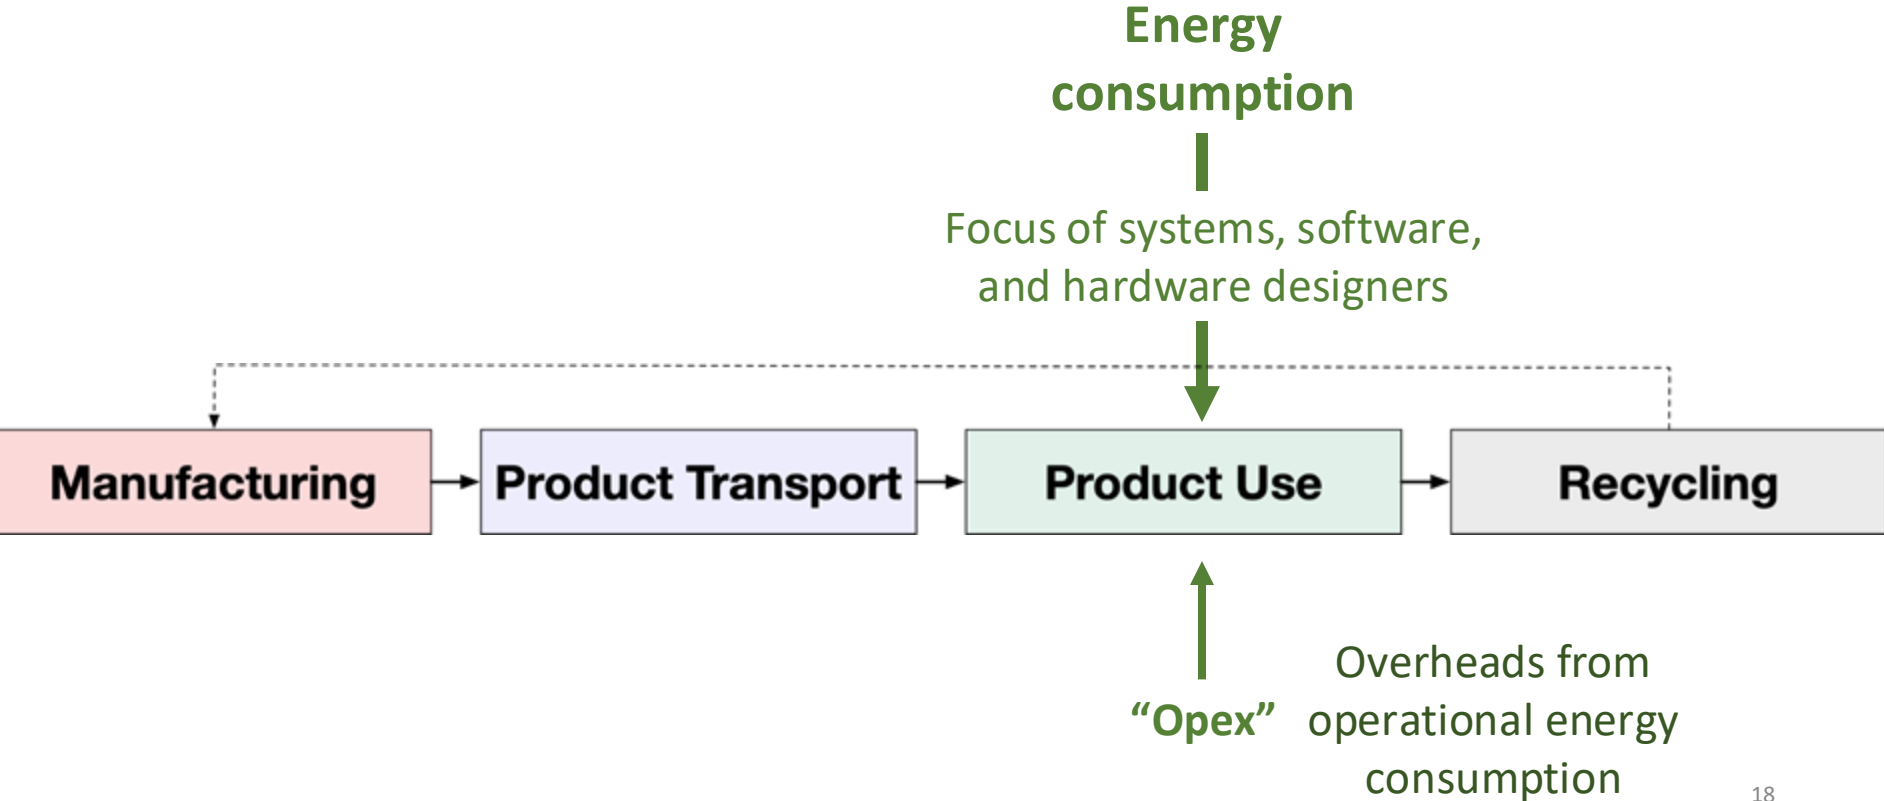 Energy
consumption
Focus of systems, software,
and hardware designers
Manufacturing
Product Transport
Product Use
Recycling
“Opex”
Overheads from
operational energy
consumption
18